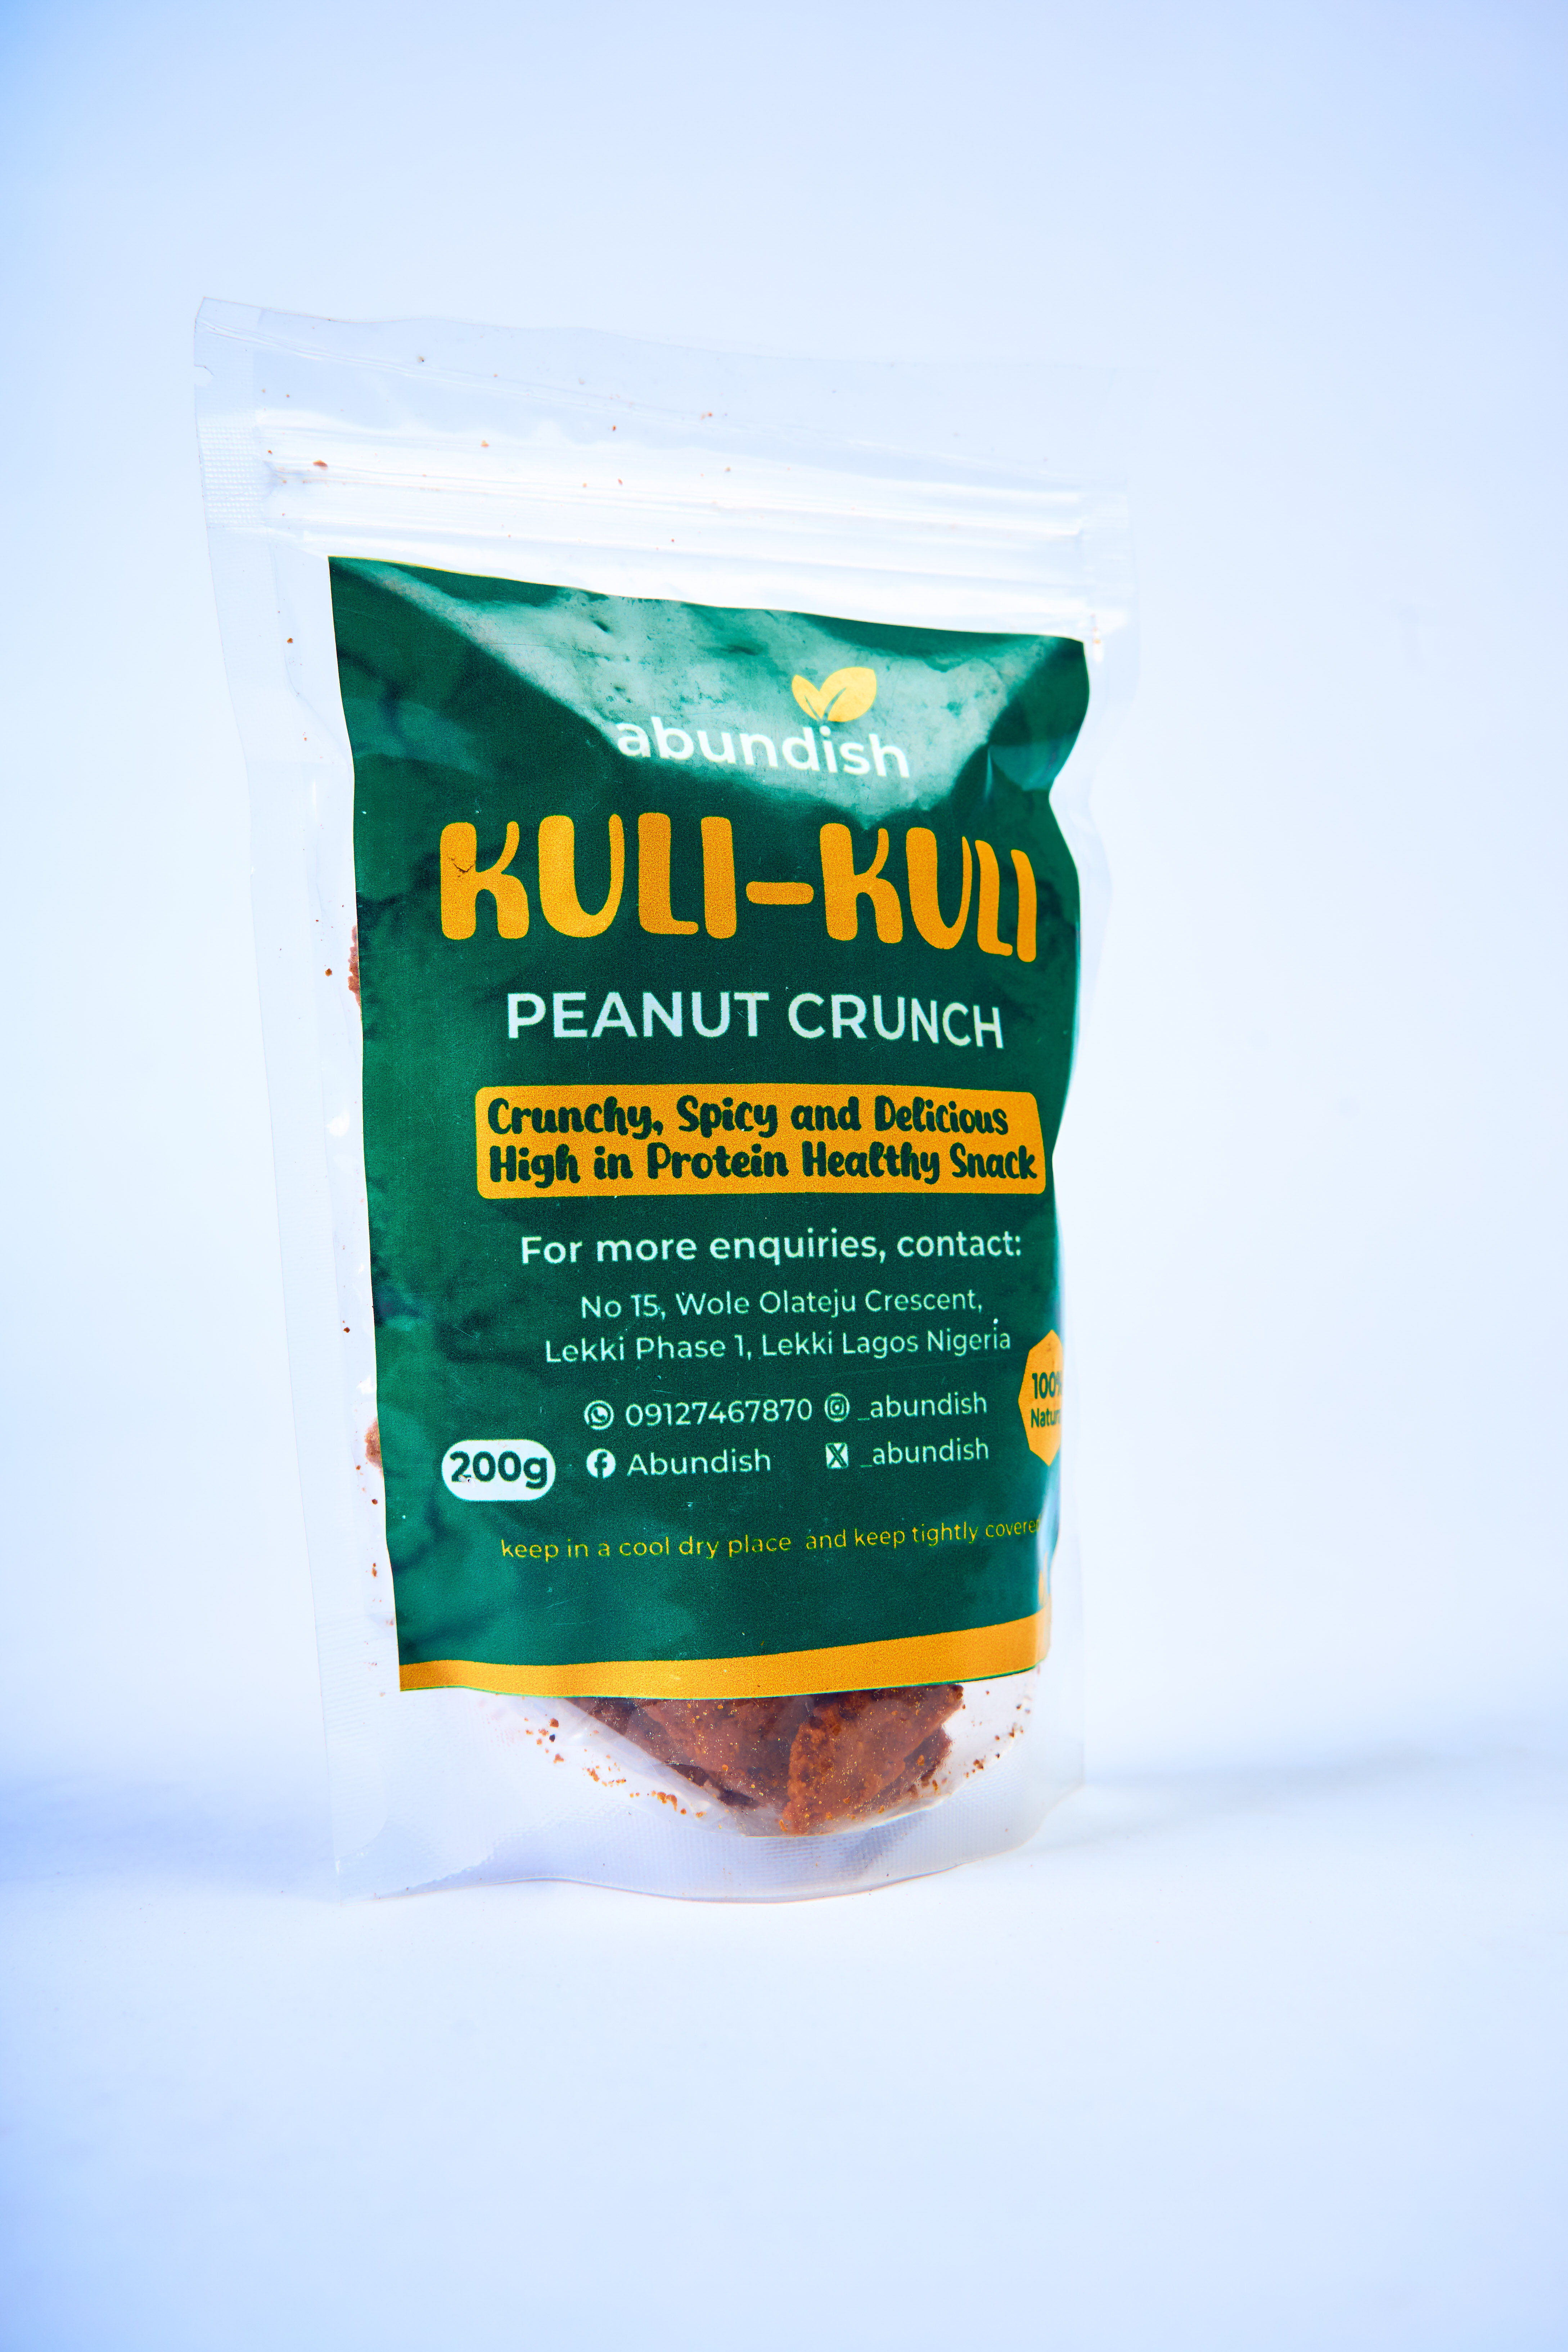 abundish
KULI-KULI
PEANUT CRUNCH
Crunchy, Spicy and Delicious
High in Protein Healthy Snack
For more enquiries, contact:
No 15, Wole Olateju Crescent,
Lekki Phase 1, Lekki Lagos Nigeria
09127467870 _abundish
Abundish _abundish
200g
100%
keep in a cool dry place and keep tightly